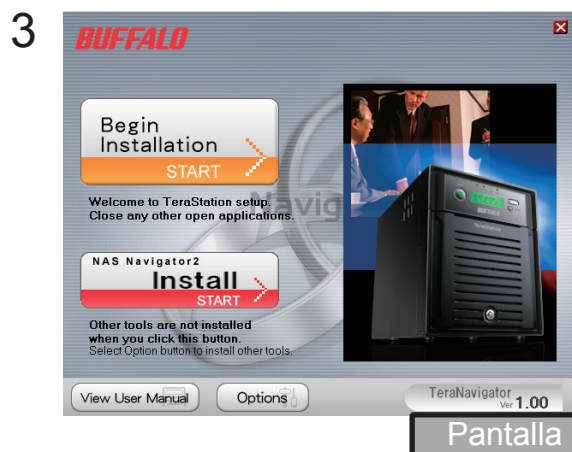 3
BUFFALO
Begin
Installation
START
Welcome to TeraStation setup.
Close any other open applications.
Navig
NAS Navigator2
Install
START
Other tools are not installed
when you click this button.
Select Option button to install other tools.
BUFFALO
TeraStation
View User Manual
Options
TeraNavigator
Ver 1.00
Pantalla